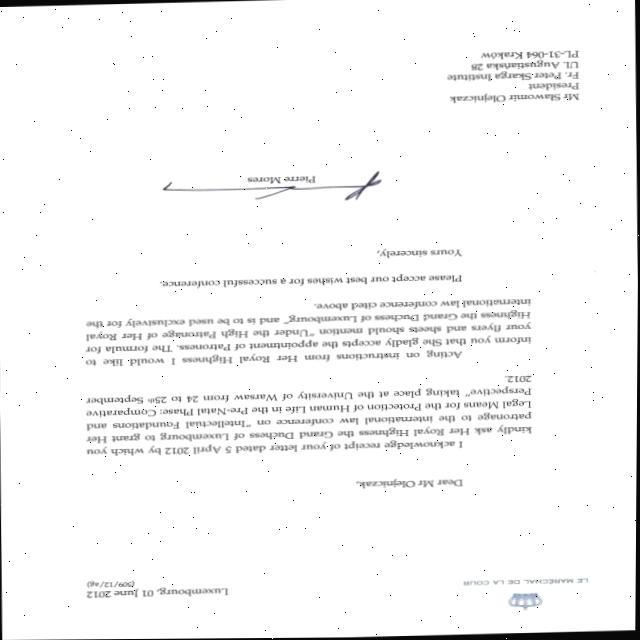 LE MARÉCHAL DE LA COUR
Luxembourg, 01 June 2012
(509/12/ag)
Dear Mr Olejniczak,
I acknowledge receipt of your letter dated 5 April 2012 by which you
kindly ask Her Royal Highness the Grand Duchess of Luxembourg to grant Her
patronage to the international law conference on "Intellectual Foundations and
Legal Means for the Protection of Human Life in the Pre-Natal Phase: Comparative
Perspective" taking place at the University of Warsaw from 24 to 25th September
2012.
Acting on instructions from Her Royal Highness I would like to
inform you that She gladly accepts the appointment of Patroness. The formula for
your flyers and sheets should mention "Under the High Patronage of Her Royal
Highness the Grand Duchess of Luxembourg" and is to be used exclusively for the
international law conference cited above.
Please accept our best wishes for a successful conference.
Yours sincerely,
Pierre Mores
Mr Sławomir Olejniczak
President
Fr. Peter Skarga Institute
Ul. Augustiańska 28
PL-31-064 Kraków